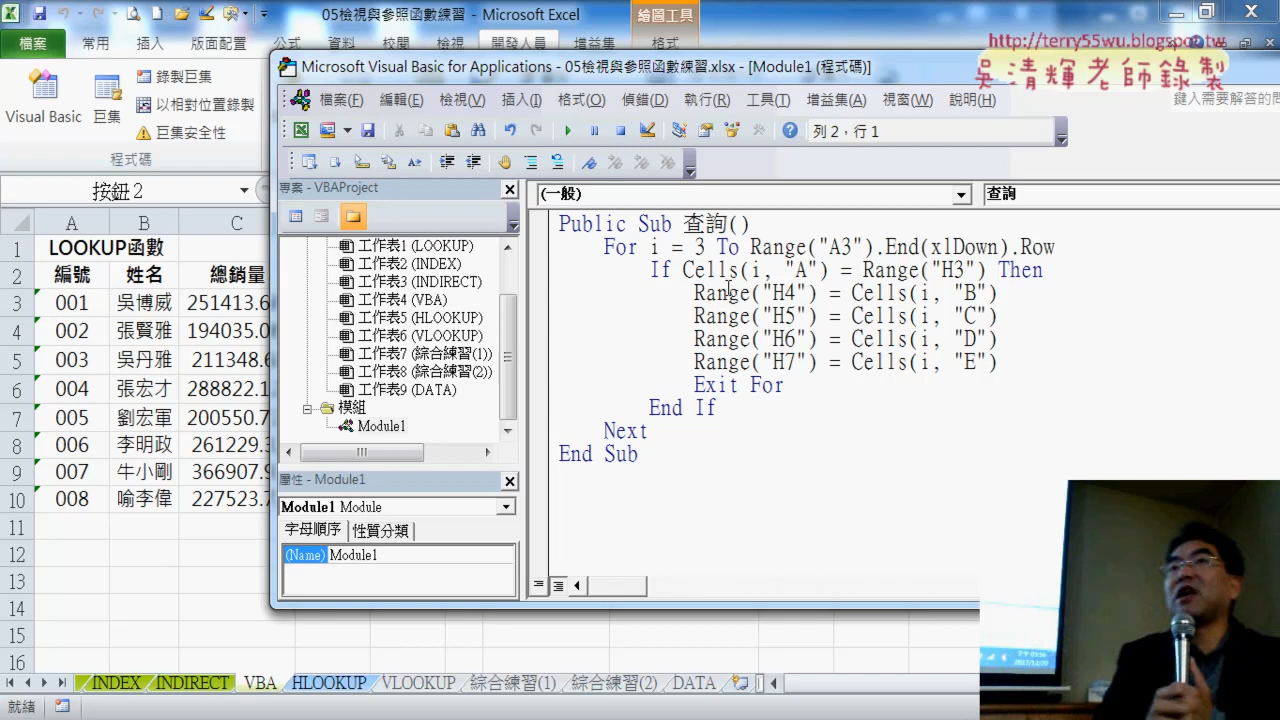 05檢視與參照函數練習 - Microsoft Excel
繪圖工具
檔案 常用 插入 版面配置 公式 資料 校閱 檢視 開發人員 增益集 格式
http://terry55wu.blogspot.tw
吳清輝老師錄製
鍵入需要解答的問
Visual Basic 巨集
錄製巨集
以相對位置錄製
巨集安全性
程式碼
按鈕 2
A B C
1 LOOKUP函數
2 編號 姓名 總銷量
3 001 吳博威 251413.6
4 002 張賢雅 194035.0
5 003 吳丹雅 211348.6
6 004 張宏才 288822.1
7 005 劉宏軍 200550.7
8 006 李明政 261229.3
9 007 牛小剛 366907.9
10 008 喻李偉 227523.7
11
12
13
14
15
16
Microsoft Visual Basic for Applications - 05檢視與參照函數練習.xlsx - [Module1 (程式碼)]
檔案(F) 編輯(E) 檢視(V) 插入(I) 格式(O) 偵錯(D) 執行(R) 工具(T) 增益集(A) 視窗(W) 說明(H)
列 2，行 1
專案 - VBAProject
工作表1 (LOOKUP)
工作表2 (INDEX)
工作表3 (INDIRECT)
工作表4 (VBA)
工作表5 (HLOOKUP)
工作表6 (VLOOKUP)
工作表7 (綜合練習(1))
工作表8 (綜合練習(2))
工作表9 (DATA)
模組
Module1
屬性 - Module1
Module1 Module
字母順序 性質分類
(Name) Module1
(一般) 查詢
Public Sub 查詢()
For i = 3 To Range("A3").End(xlDown).Row
If Cells(i, "A") = Range("H3") Then
Range("H4") = Cells(i, "B")
Range("H5") = Cells(i, "C")
Range("H6") = Cells(i, "D")
Range("H7") = Cells(i, "E")
Exit For
End If
Next
End Sub
INDEX INDIRECT VBA HLOOKUP VLOOKUP 綜合練習(1) 綜合練習(2) DATA
就緒